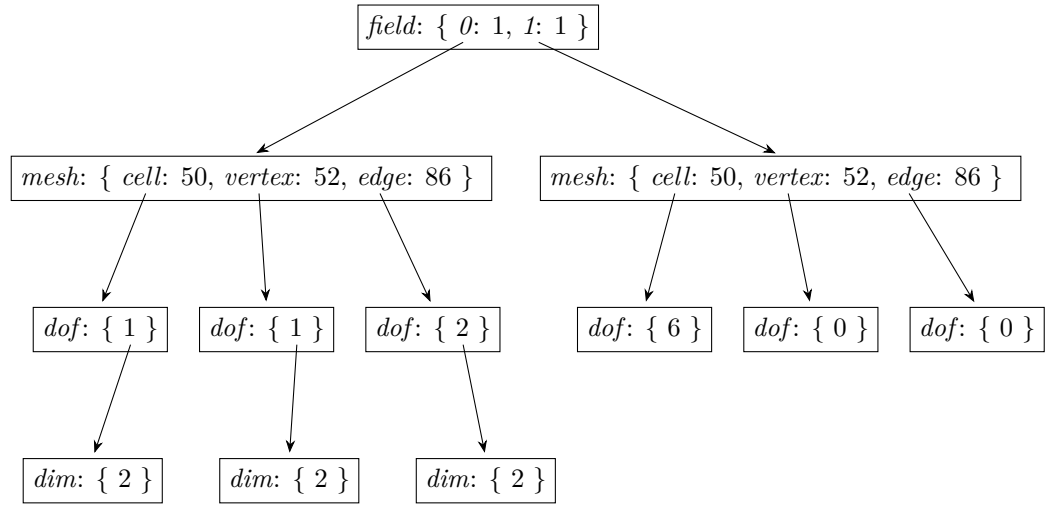 field: { 0: 1, 1: 1 }
mesh: { cell: 50, vertex: 52, edge: 86 }
mesh: { cell: 50, vertex: 52, edge: 86 }
dof: { 1 }
dof: { 1 }
dof: { 2 }
dof: { 6 }
dof: { 0 }
dof: { 0 }
dim: { 2 }
dim: { 2 }
dim: { 2 }